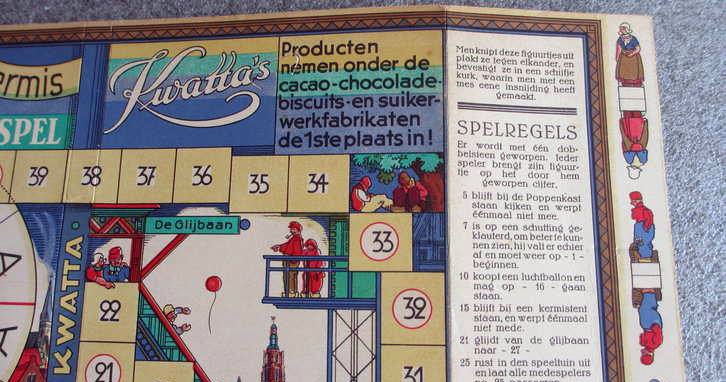 ermis
SPEL
Kwatta's
Producten
nemen onder de
cacao-chocolade-
biscuits-en suiker-
werkfabrikaten
de 1ste plaats in!
Men knipt deze figuurtjes uit
plakt ze tegen elkander, en
bevestigt ze in een schijfje
kurk, waarin men met een
mes eene insnijding heeft
gemaakt.
SPELREGELS
Er wordt met één dob-
belsteen geworpen. Ieder
speler brengt zijn figuur-
tje op het door hem
geworpen cijfer.
5 blijft bij de Poppenkast
staan kijken en werpt
éénmaal niet mee.
7 is op een schutting ge-
klauterd, om beter te kun-
nen zien, hij valt er echter
af en moet weer op - 1 -
beginnen.
10 koopt een luchtballon en
mag op - 16 - gaan
staan.
15 blijft bij een kermistent
staan, en werpt éénmaal
niet mede.
21 glijdt van de glijbaan
naar - 27 -
25 rust in den speeltuin uit
en laat alle medespelers
39 38 37 36 35 34
De Glijbaan
33
32
31
22
21
KWATTA